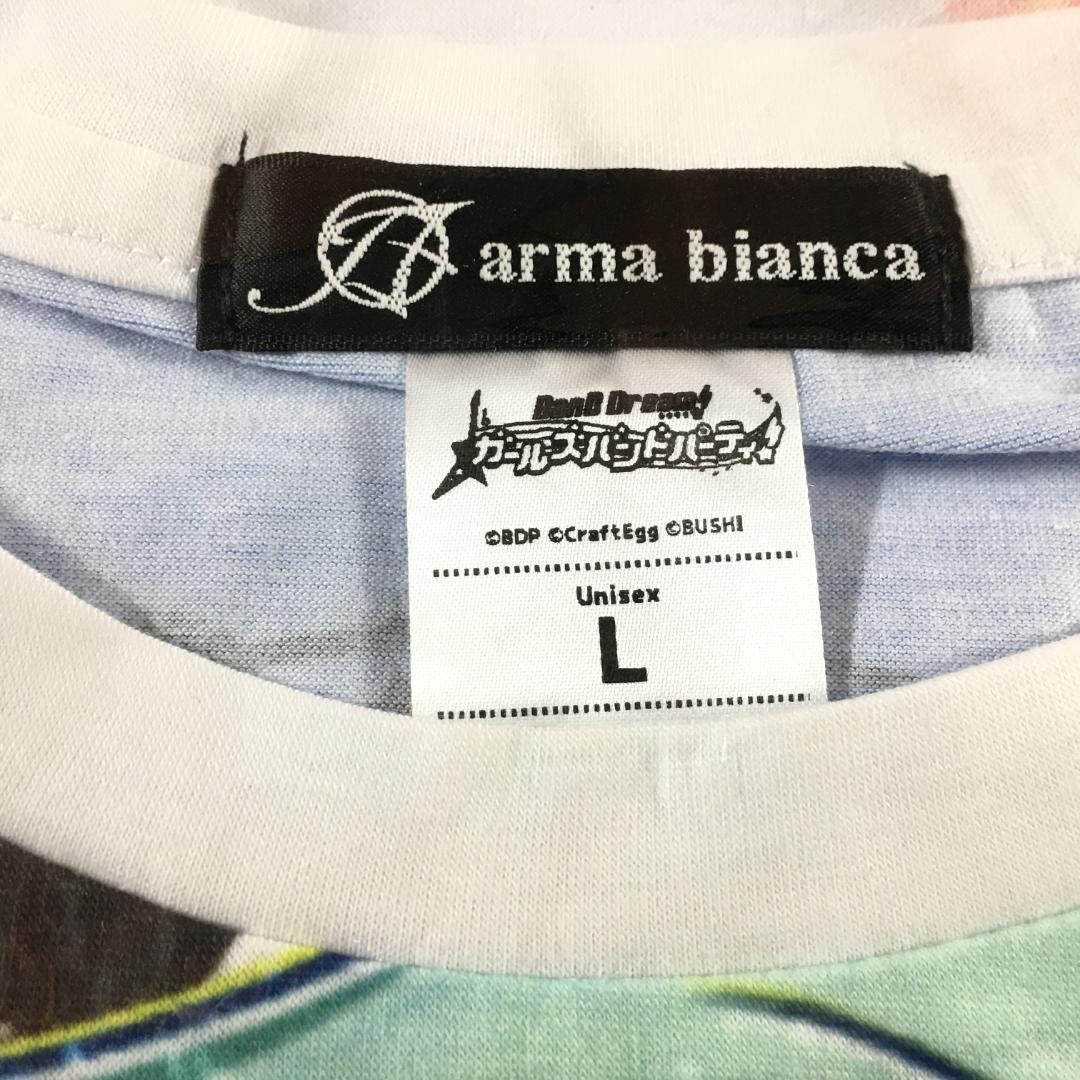 arma bianca
BanG Dream!
ガールズバンドパーティ!
©BDP ©CraftEgg ©BUSHI
Unisex
L